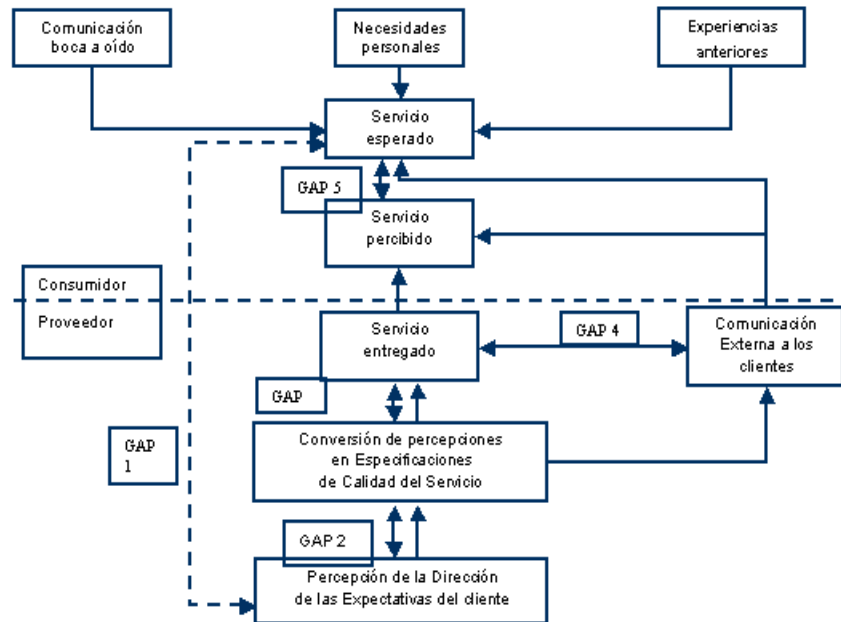 Comunicación
boca a oído
Necesidades
personales
Experiencias
anteriores
Servicio
esperado
GAP 5
Servicio
percibido
Consumidor
Proveedor
Servicio
entregado
GAP 4
Comunicación
Externa a los
clientes
GAP
Conversión de percepciones
en Especificaciones
de Calidad del Servicio
GAP
1
GAP 2
Percepción de la Dirección
de las Expectativas del cliente